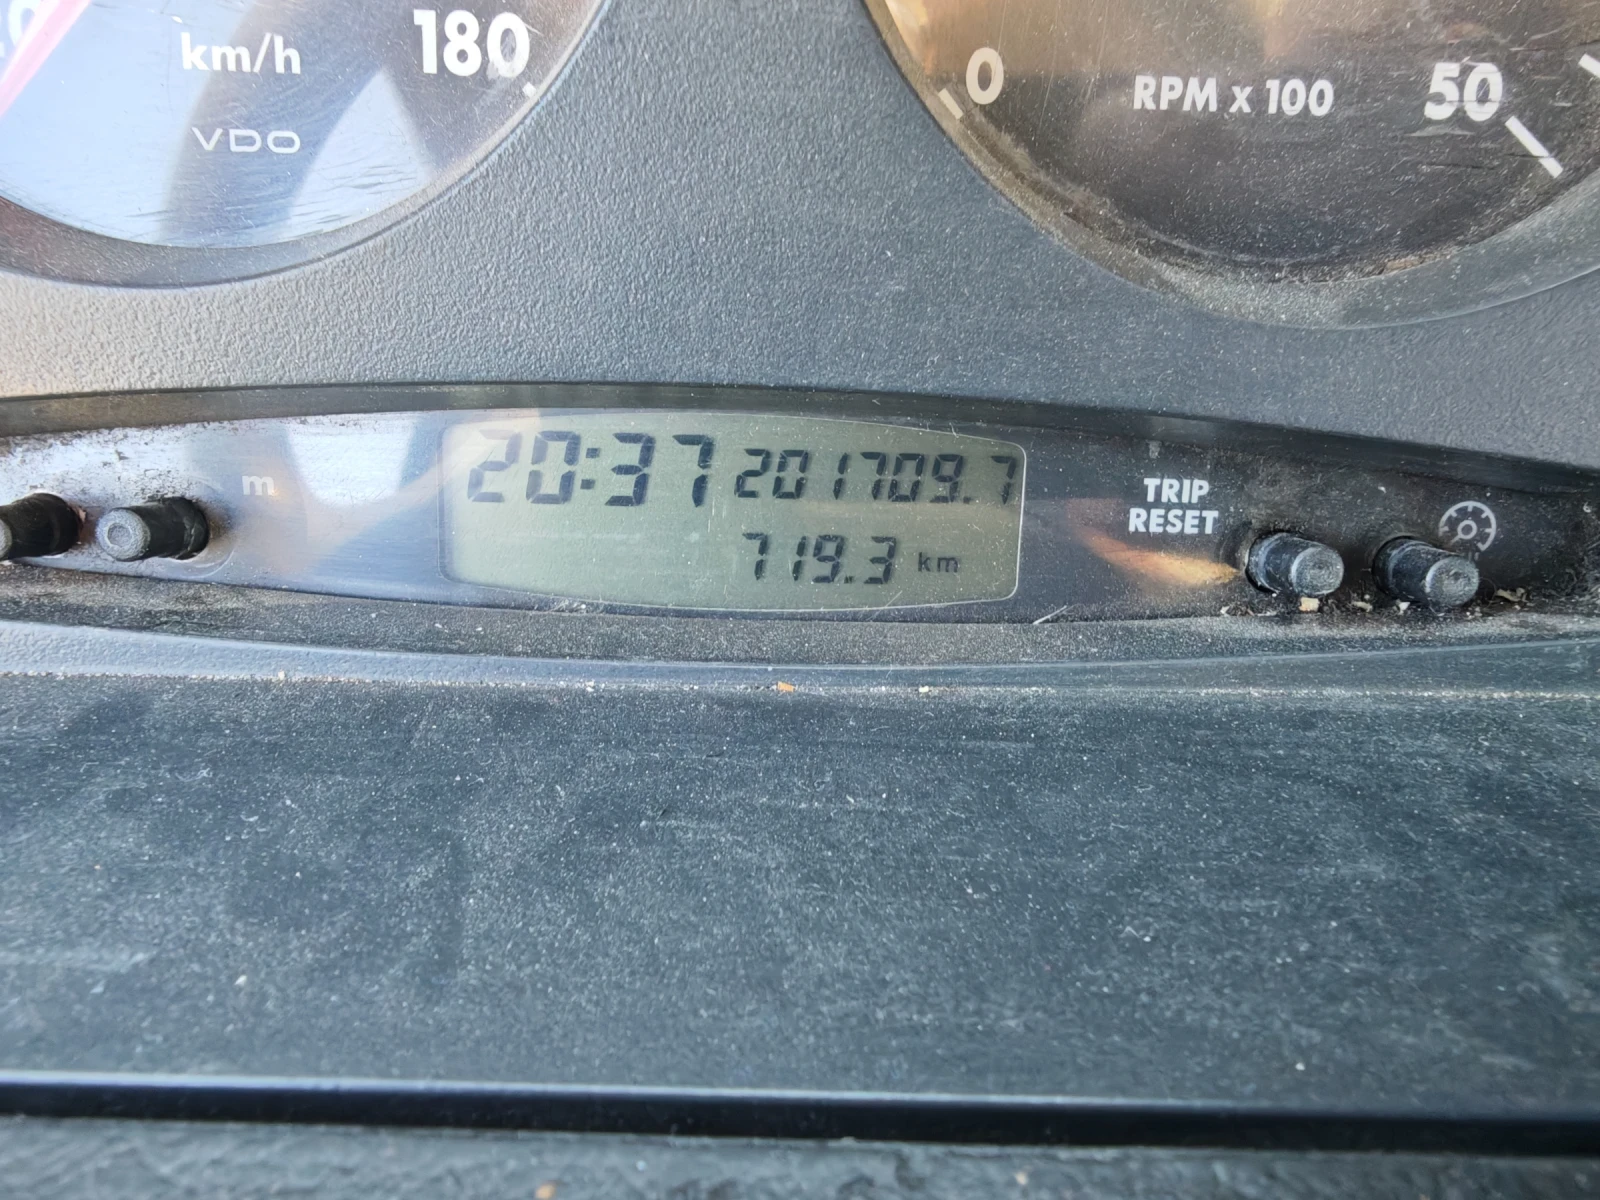 km/h
180
VDO
0
RPM x 100
50
m
20:37
201709.7
719.3 km
TRIP
RESET